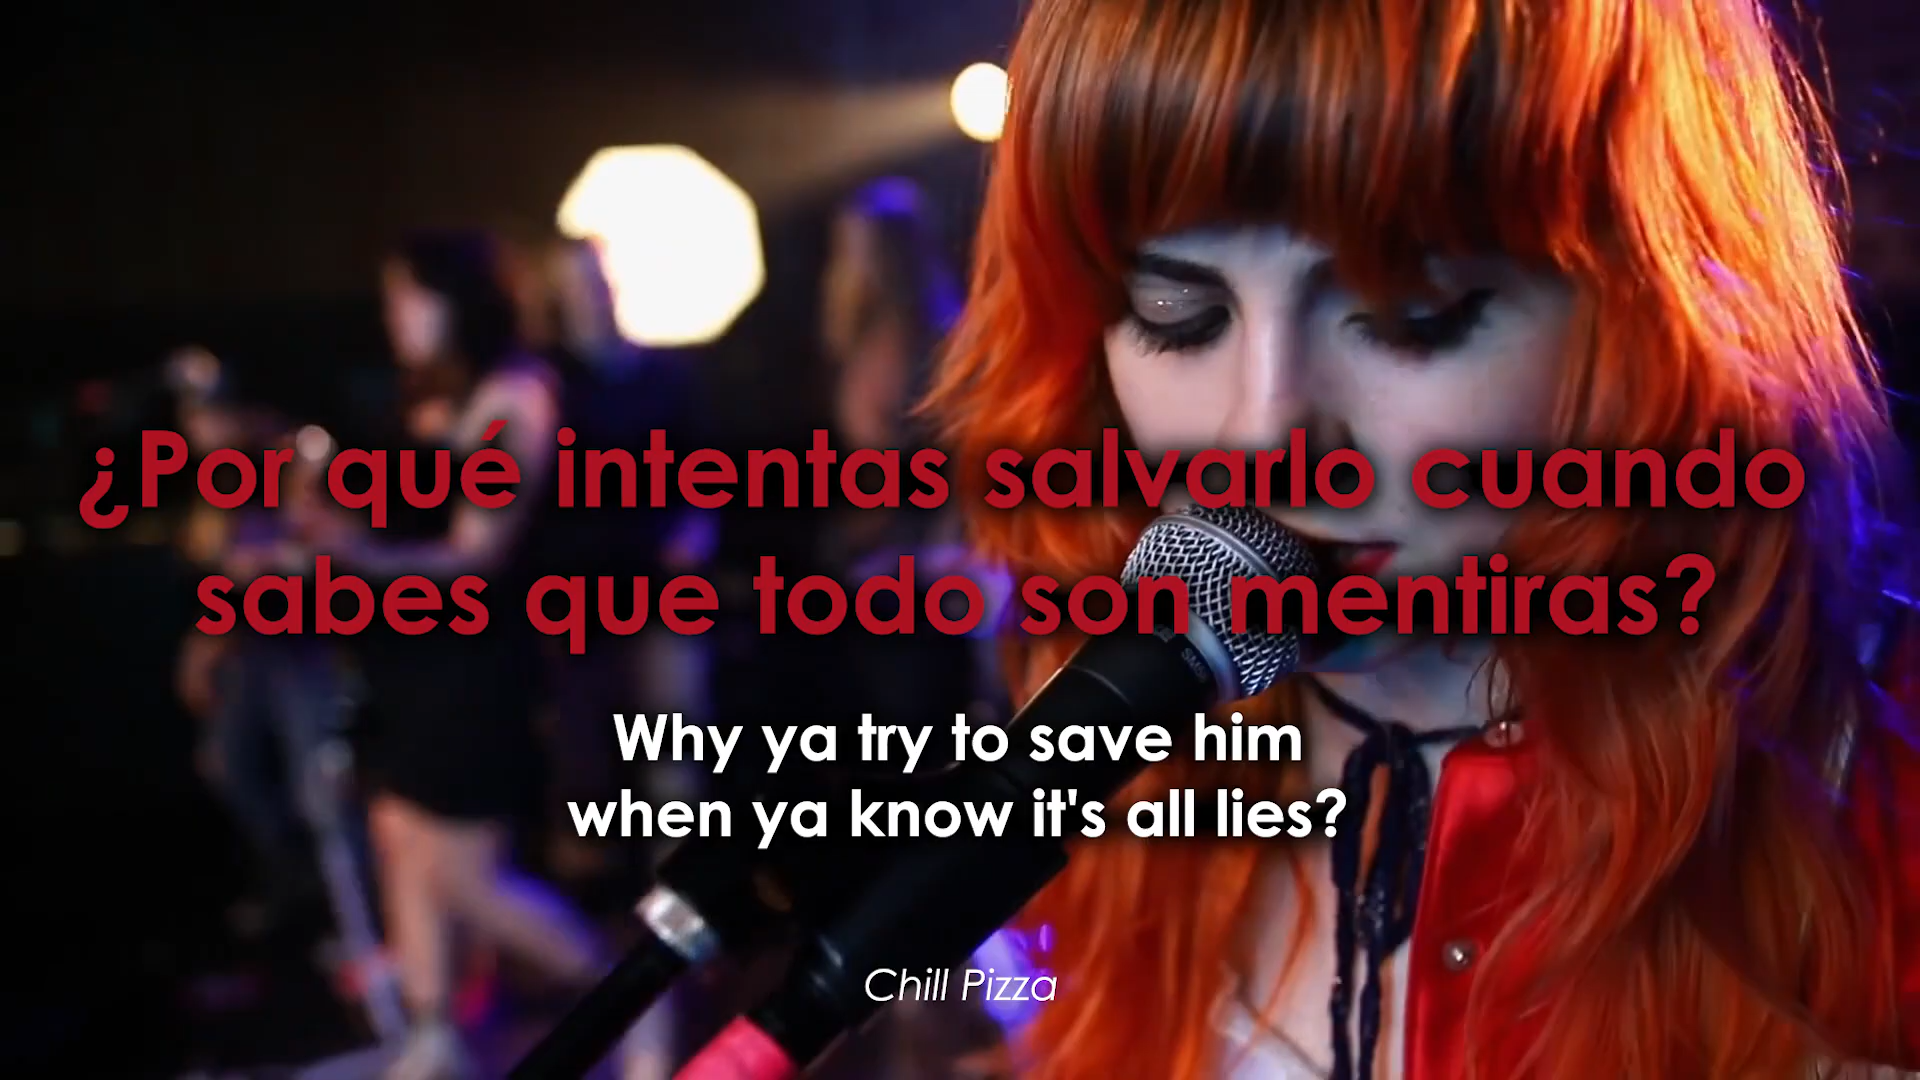 ¿Por qué intentas salvarlo cuando
sabes que todo son mentiras?
SM58
Why ya try to save him
when ya know it's all lies?
Chill Pizza